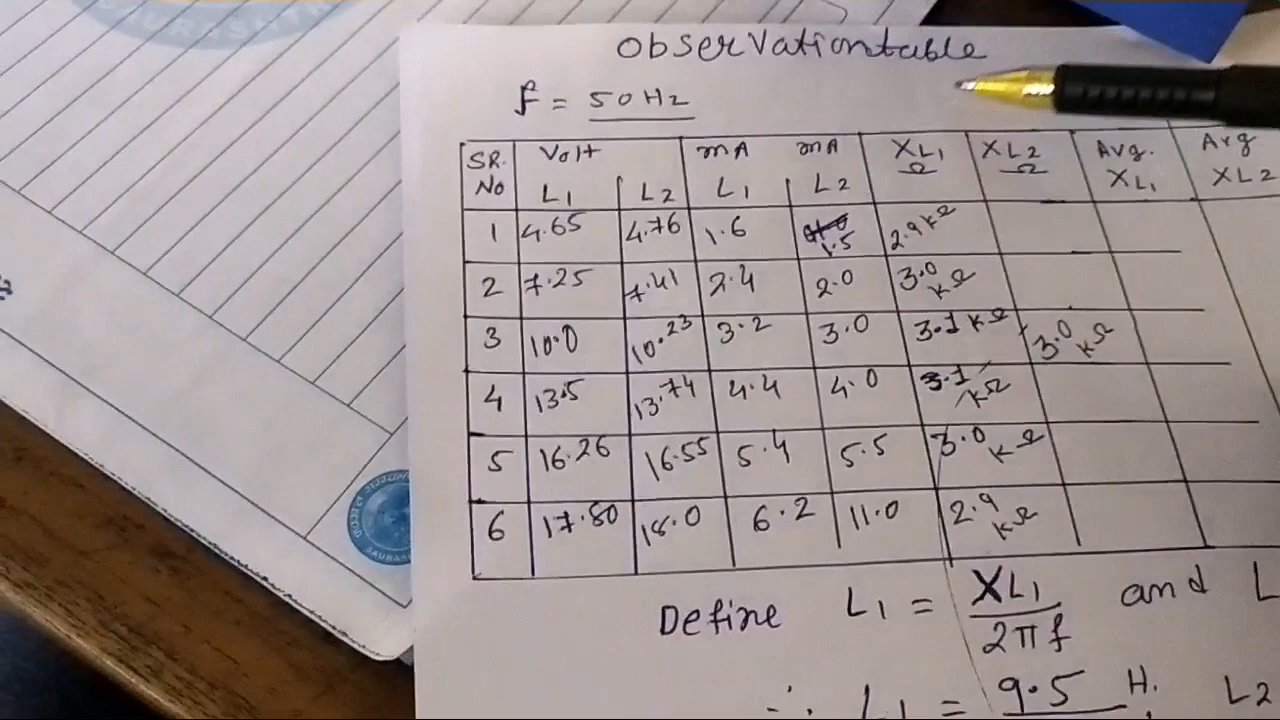 Observationtable
f = 50Hz
SR. No Volt L1 L2 mA L1 mA L2 XL1 Ω XL2 Ω Avg. XL1 Avg XL2
1 4.65 4.76 1.6 1.5 2.9 kΩ
2 7.25 7.41 2.4 2.0 3.0 kΩ
3 10.0 10.23 3.2 3.0 3.1 kΩ 3.0 kΩ
4 13.5 13.74 4.4 4.0 3.1 kΩ
5 16.26 16.55 5.4 5.5 3.0 kΩ
6 17.80 18.0 6.2 11.0 2.9 kΩ
Define L1 = XL1 / 2πf and L
∴ L1 = 9.5 H. L2